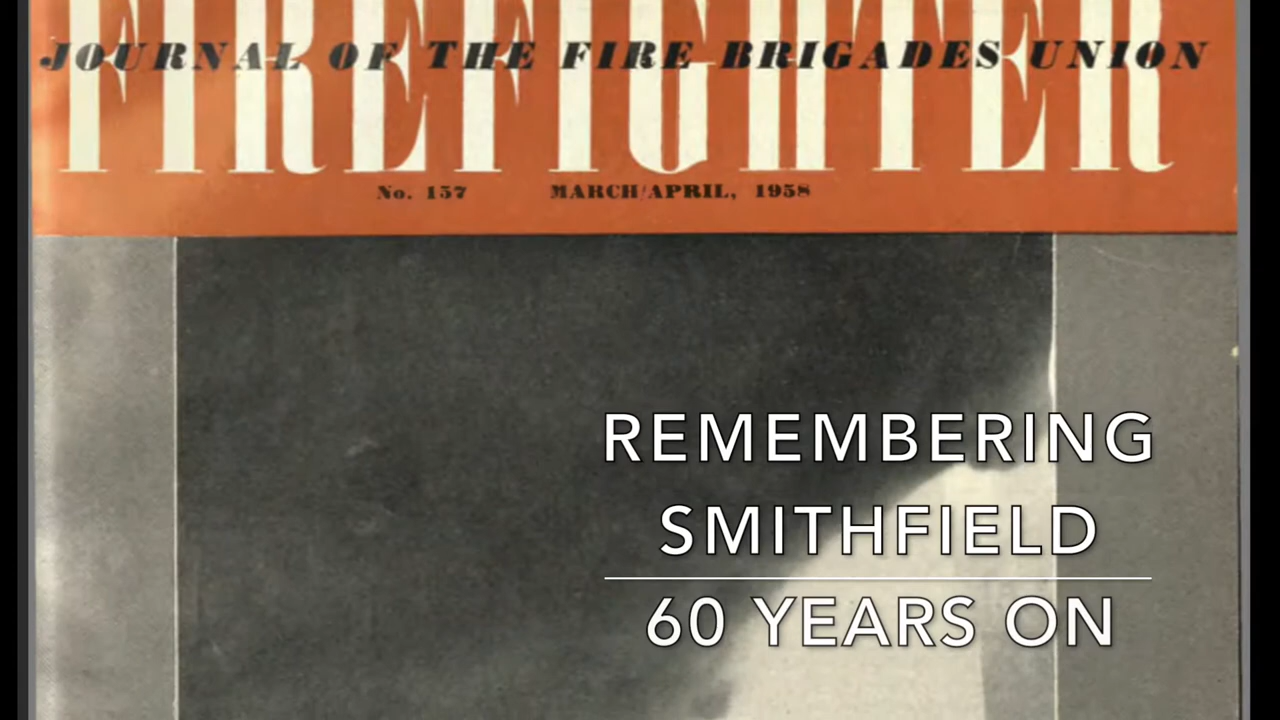 FIREFIGHTER
JOURNAL OF THE FIRE BRIGADES UNION
No. 157 MARCH/APRIL, 1958
REMEMBERING
SMITHFIELD
60 YEARS ON